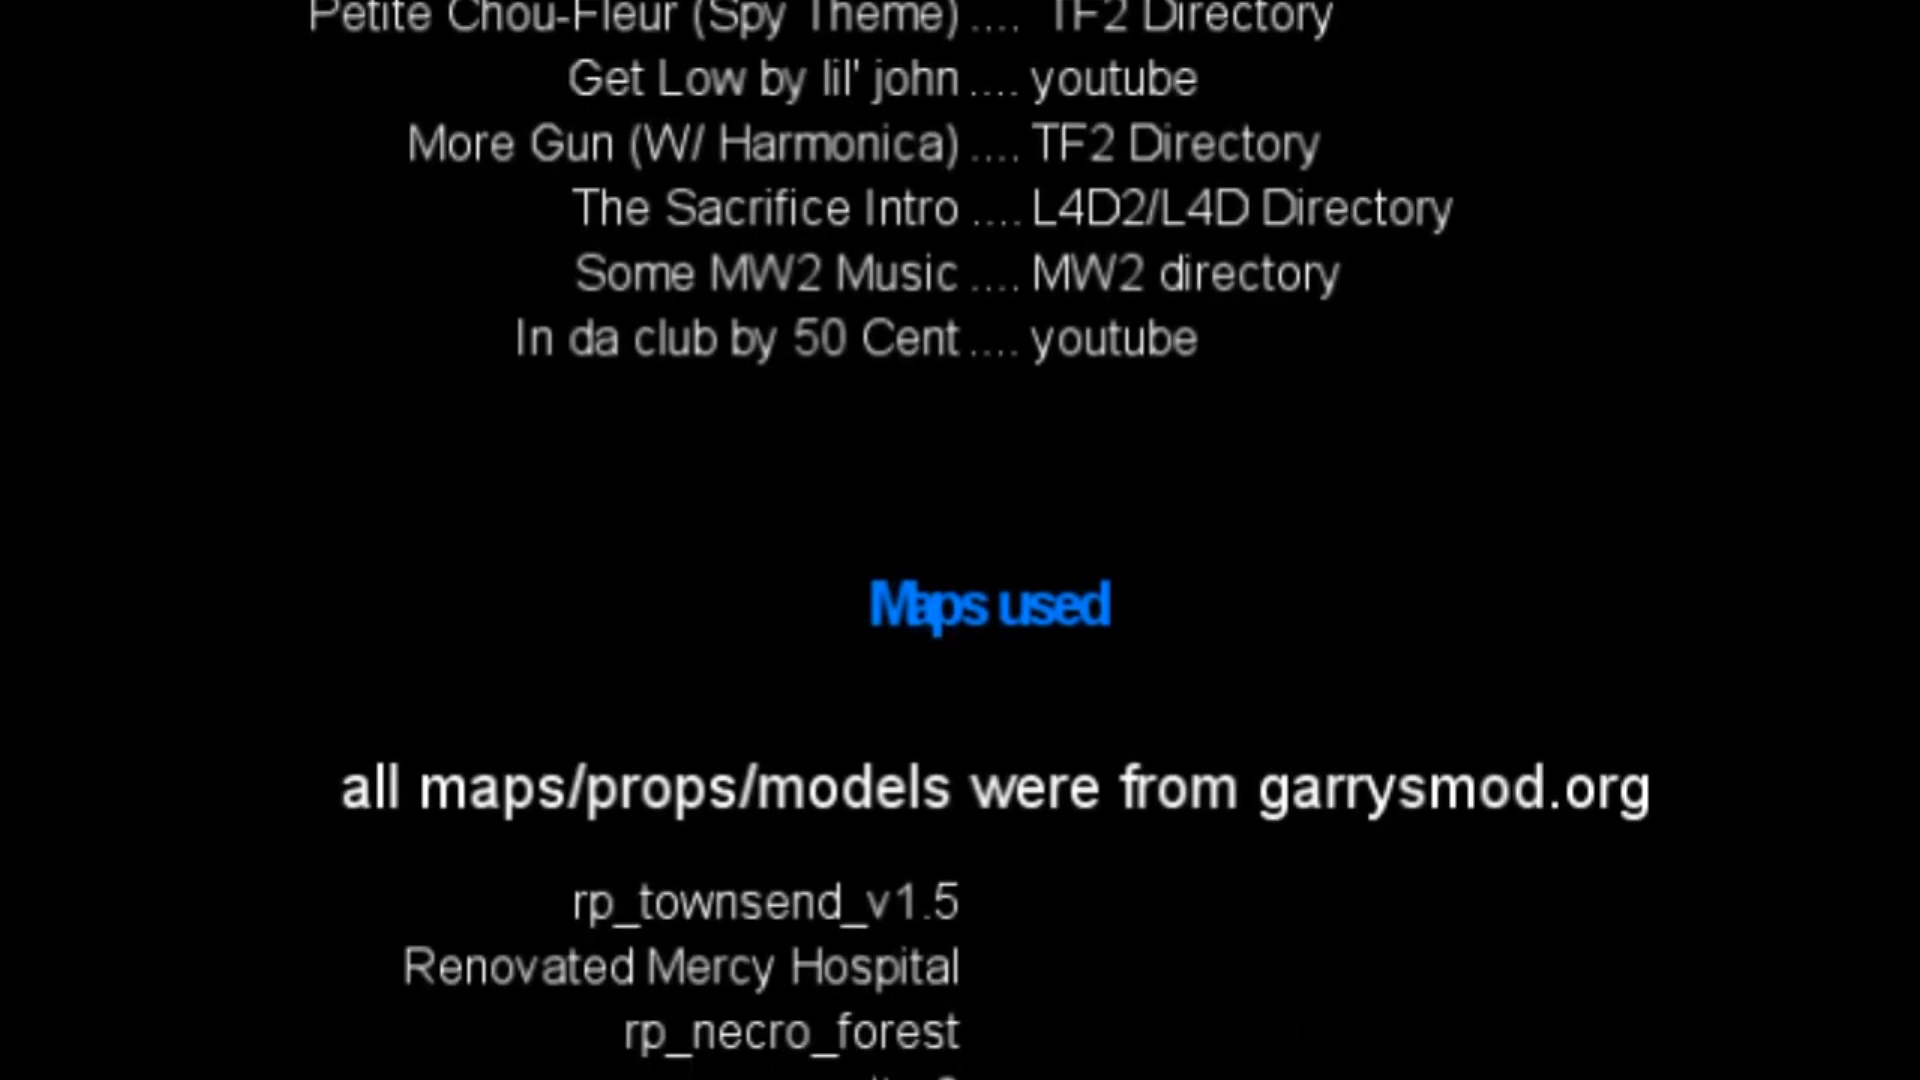 Petite Chou-Fleur (Spy Theme) .... TF2 Directory
Get Low by lil' john .... youtube
More Gun (W/ Harmonica) .... TF2 Directory
The Sacrifice Intro .... L4D2/L4D Directory
Some MW2 Music .... MW2 directory
In da club by 50 Cent .... youtube
Maps used
all maps/props/models were from garrysmod.org
rp_townsend_v1.5
Renovated Mercy Hospital
rp_necro_forest